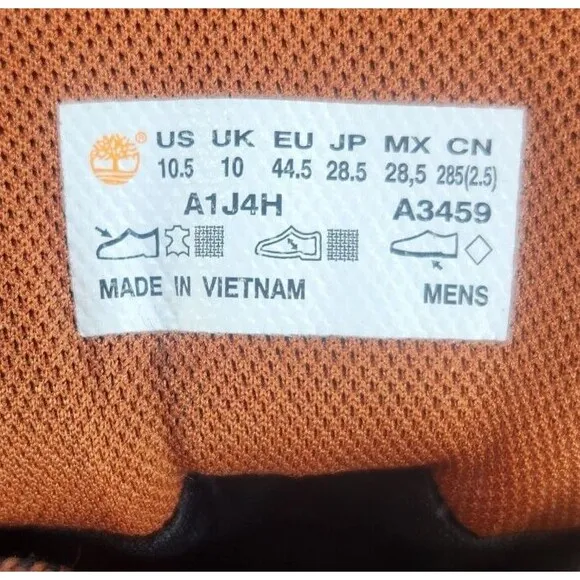 US UK EU JP MX CN
10.5 10 44.5 28.5 28,5 285(2.5)
A1J4H A3459
MADE IN VIETNAM MENS